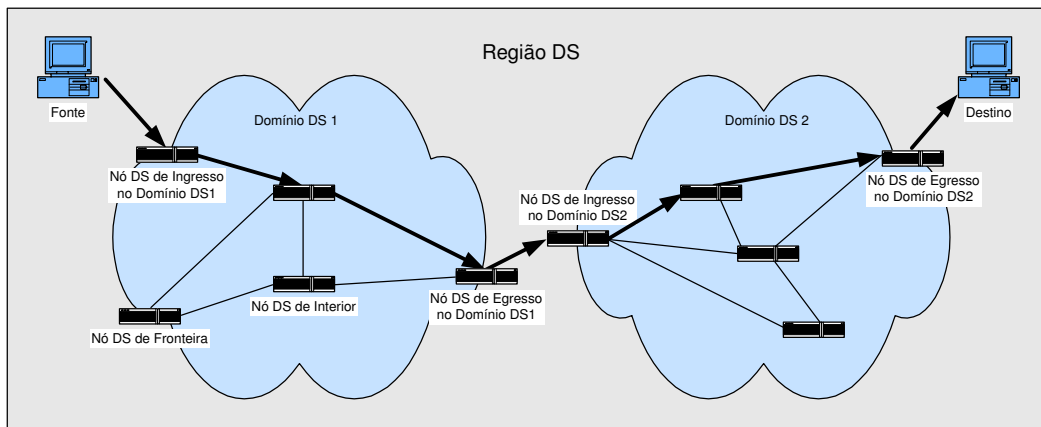 Região DS
Fonte
Destino
Domínio DS 1
Domínio DS 2
Nó DS de Ingresso
no Domínio DS1
Nó DS de Egresso
no Domínio DS2
Nó DS de Ingresso
no Domínio DS2
Nó DS de Interior
Nó DS de Egresso
no Domínio DS1
Nó DS de Fronteira